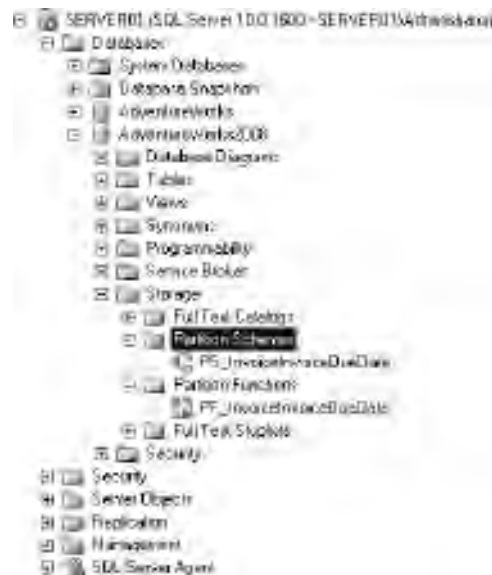 SERVER01 (SQL Server 10.0.1600 - SERVER01\Administrator
Databases
System Databases
Database Snapshots
AdventureWorks
AdventureWorks2008
Database Diagrams
Tables
Views
Synonyms
Programmability
Service Broker
Storage
Full Text Catalogs
Partition Schemes
PS_InvoiceInvoiceDueDate
Partition Functions
PF_InvoiceInvoiceDueDate
Full Text Stoplists
Security
Security
Server Objects
Replication
Management
SQL Server Agent